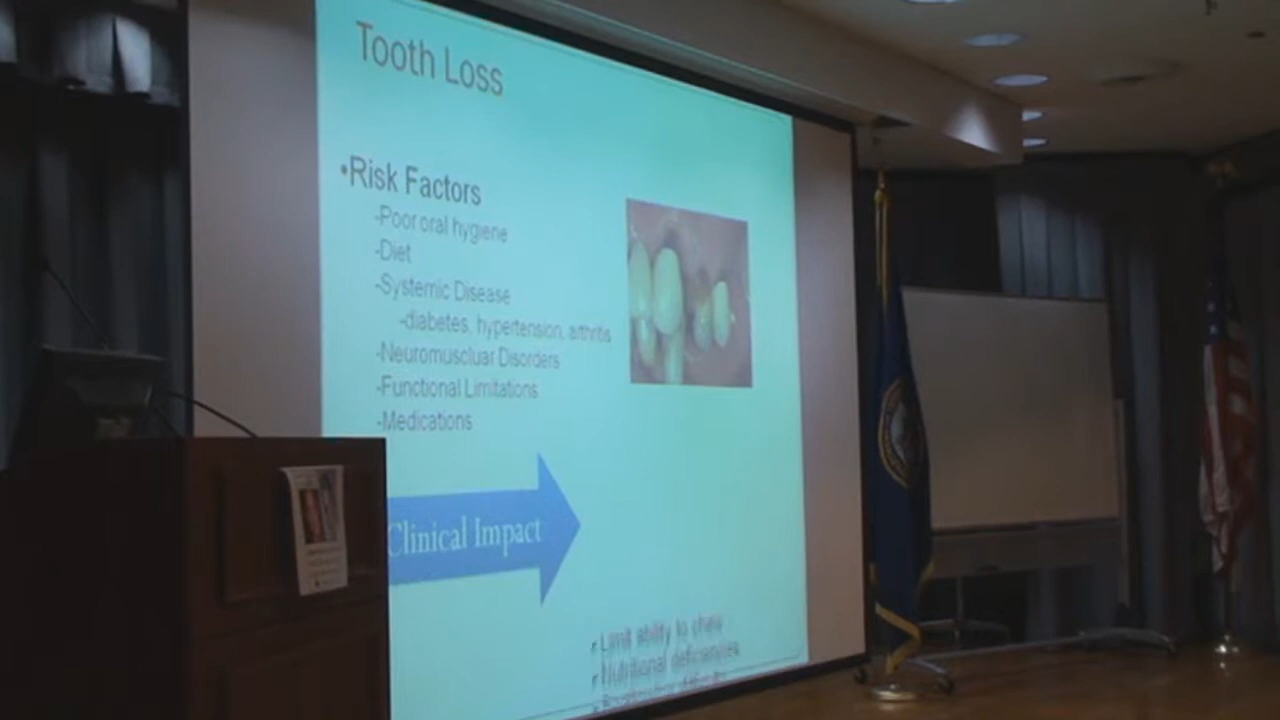 Tooth Loss
•Risk Factors
-Poor oral hygiene
-Diet
-Systemic Disease
-diabetes, hypertension, arthritis
-Neuromuscluar Disorders
-Functional Limitations
-Medications
Clinical Impact
Limit ability to chew
Nutritional deficiencies